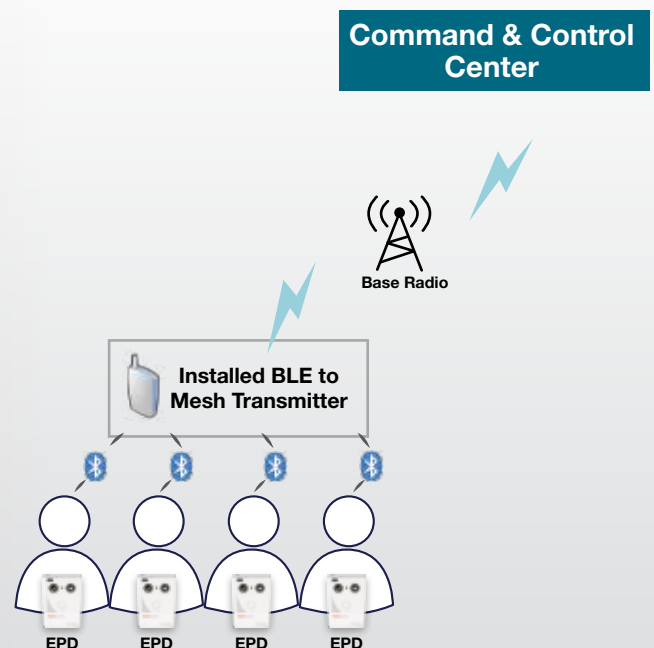 Command & Control
Center
Base Radio
Installed BLE to
Mesh Transmitter
EPD EPD EPD EPD